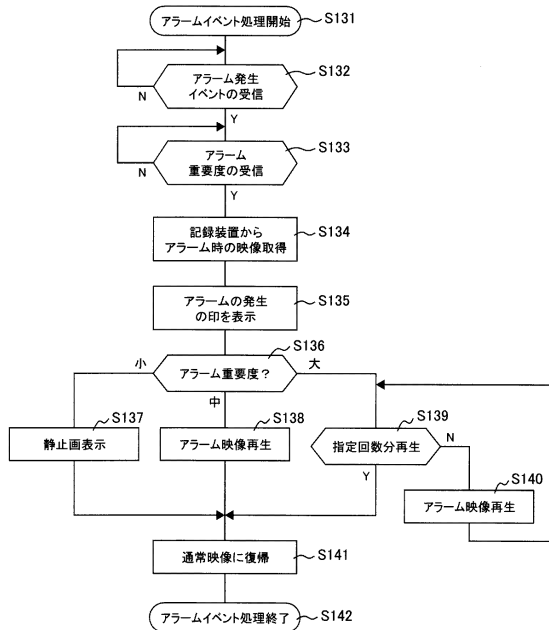 アラームイベント処理開始 S131
アラーム発生
イベントの受信
S132
N
Y
アラーム
重要度の受信
S133
N
Y
記録装置から
アラーム時の映像取得
S134
アラームの発生
の印を表示
S135
アラーム重要度?
S136
小
中
大
静止画表示
S137
アラーム映像再生
S138
指定回数分再生
S139
N
Y
アラーム映像再生
S140
通常映像に復帰
S141
アラームイベント処理終了
S142